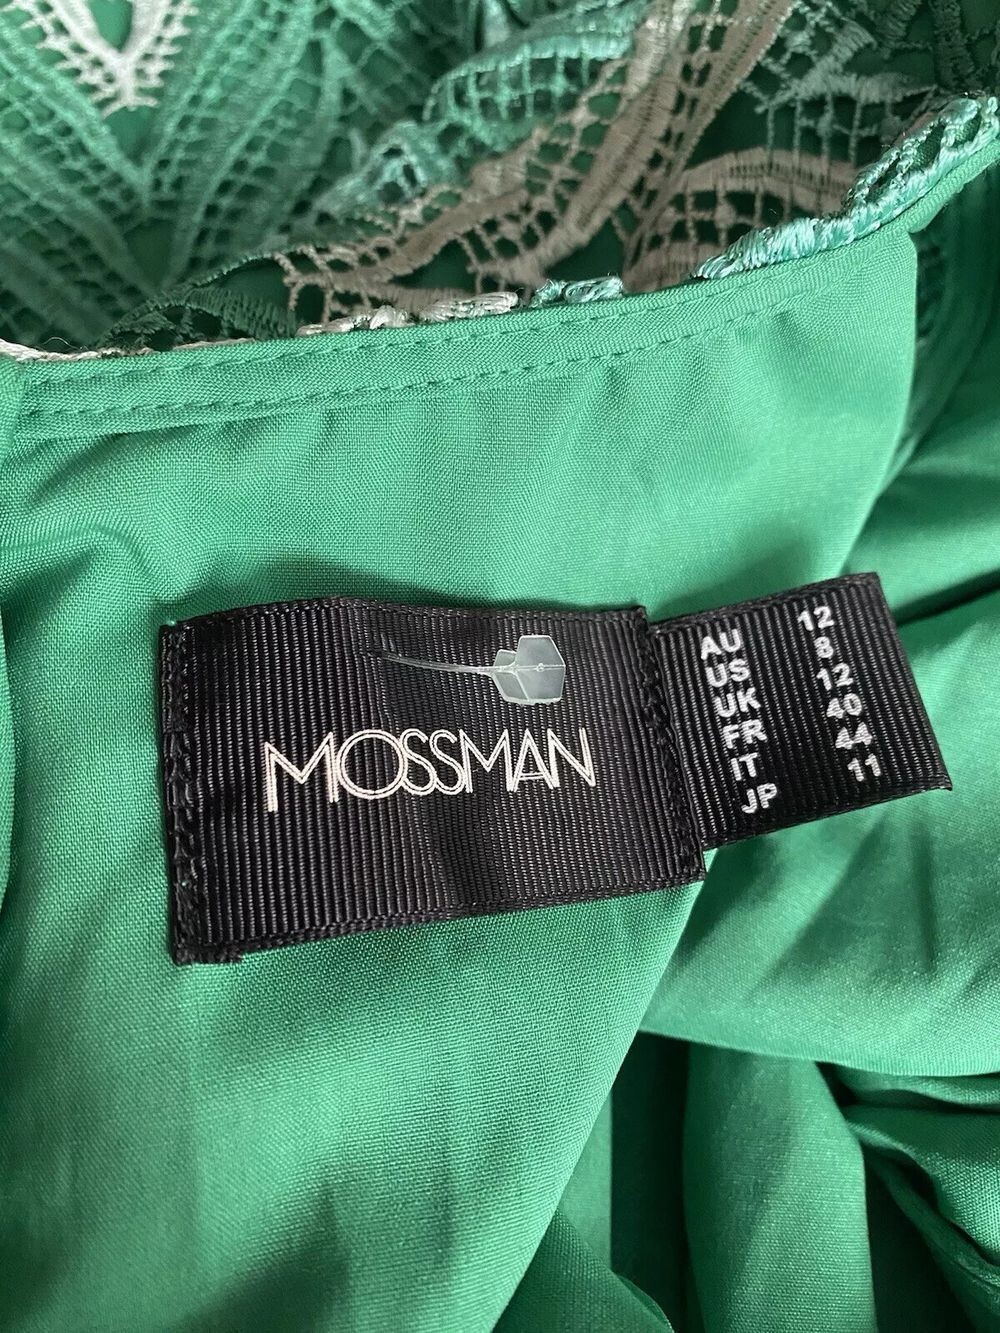 MOSSMAN
AU 12
US 8
UK 12
FR 40
IT 44
JP 11